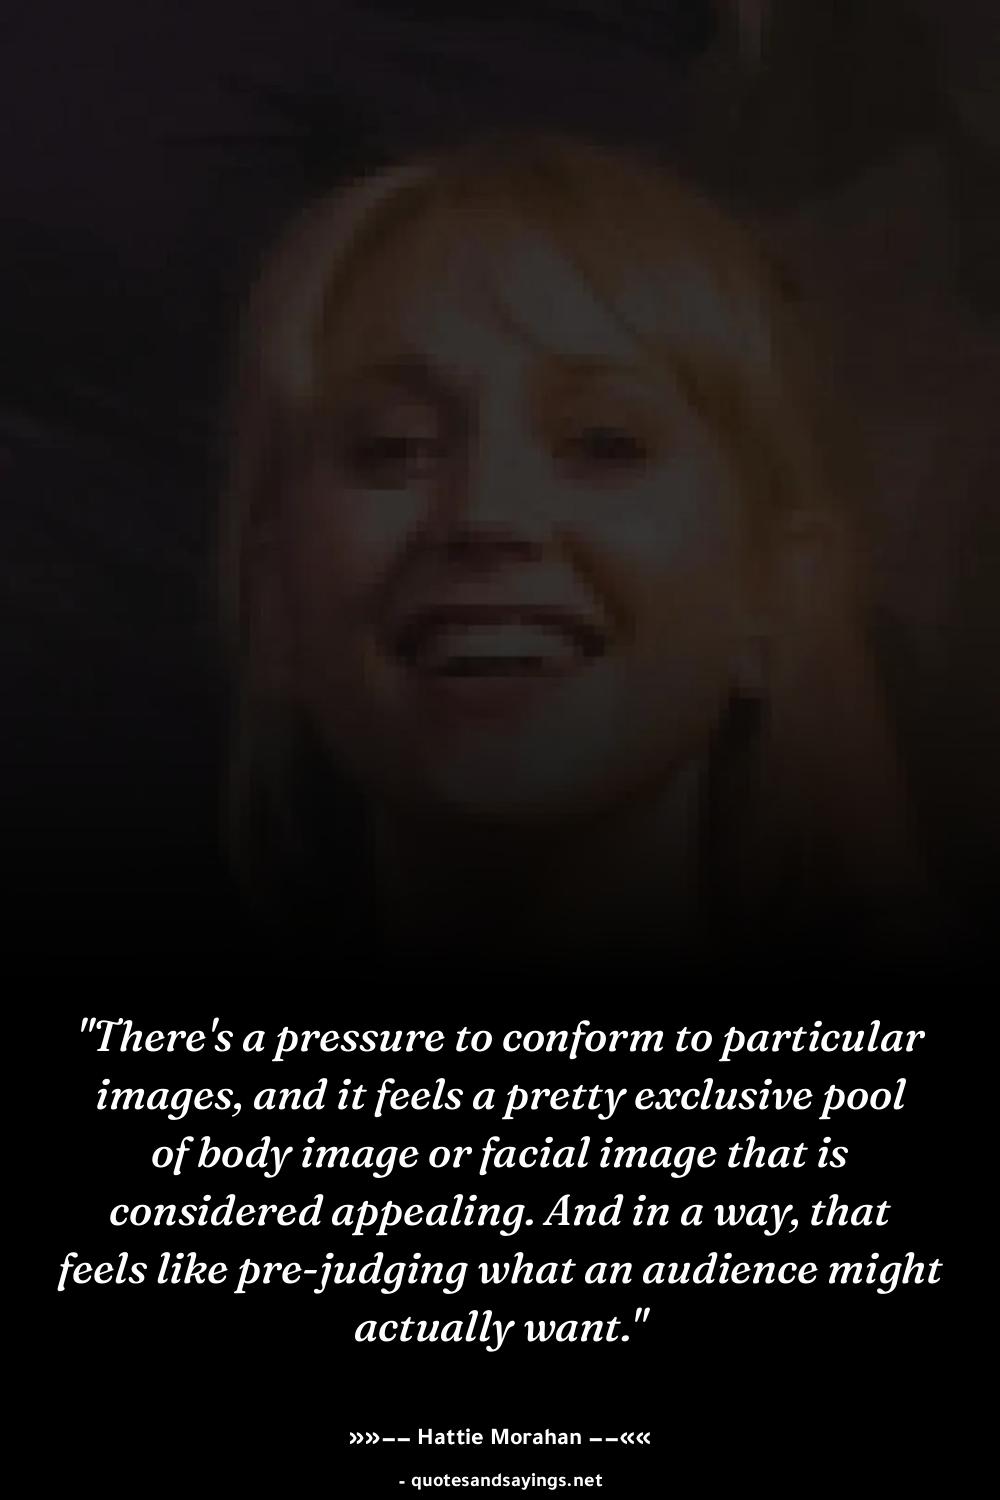 "There's a pressure to conform to particular
images, and it feels a pretty exclusive pool
of body image or facial image that is
considered appealing. And in a way, that
feels like pre-judging what an audience might
actually want."
»»–– Hattie Morahan ––««
- quotesandsayings.net